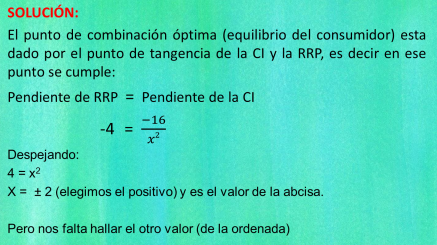 SOLUCIÓN:
El punto de combinación óptima (equilibrio del consumidor) esta
dado por el punto de tangencia de la CI y la RRP, es decir en ese
punto se cumple:
Pendiente de RRP = Pendiente de la CI
-4 = −16/x²
Despejando:
4 = x²
X = ± 2 (elegimos el positivo) y es el valor de la abcisa.
Pero nos falta hallar el otro valor (de la ordenada)